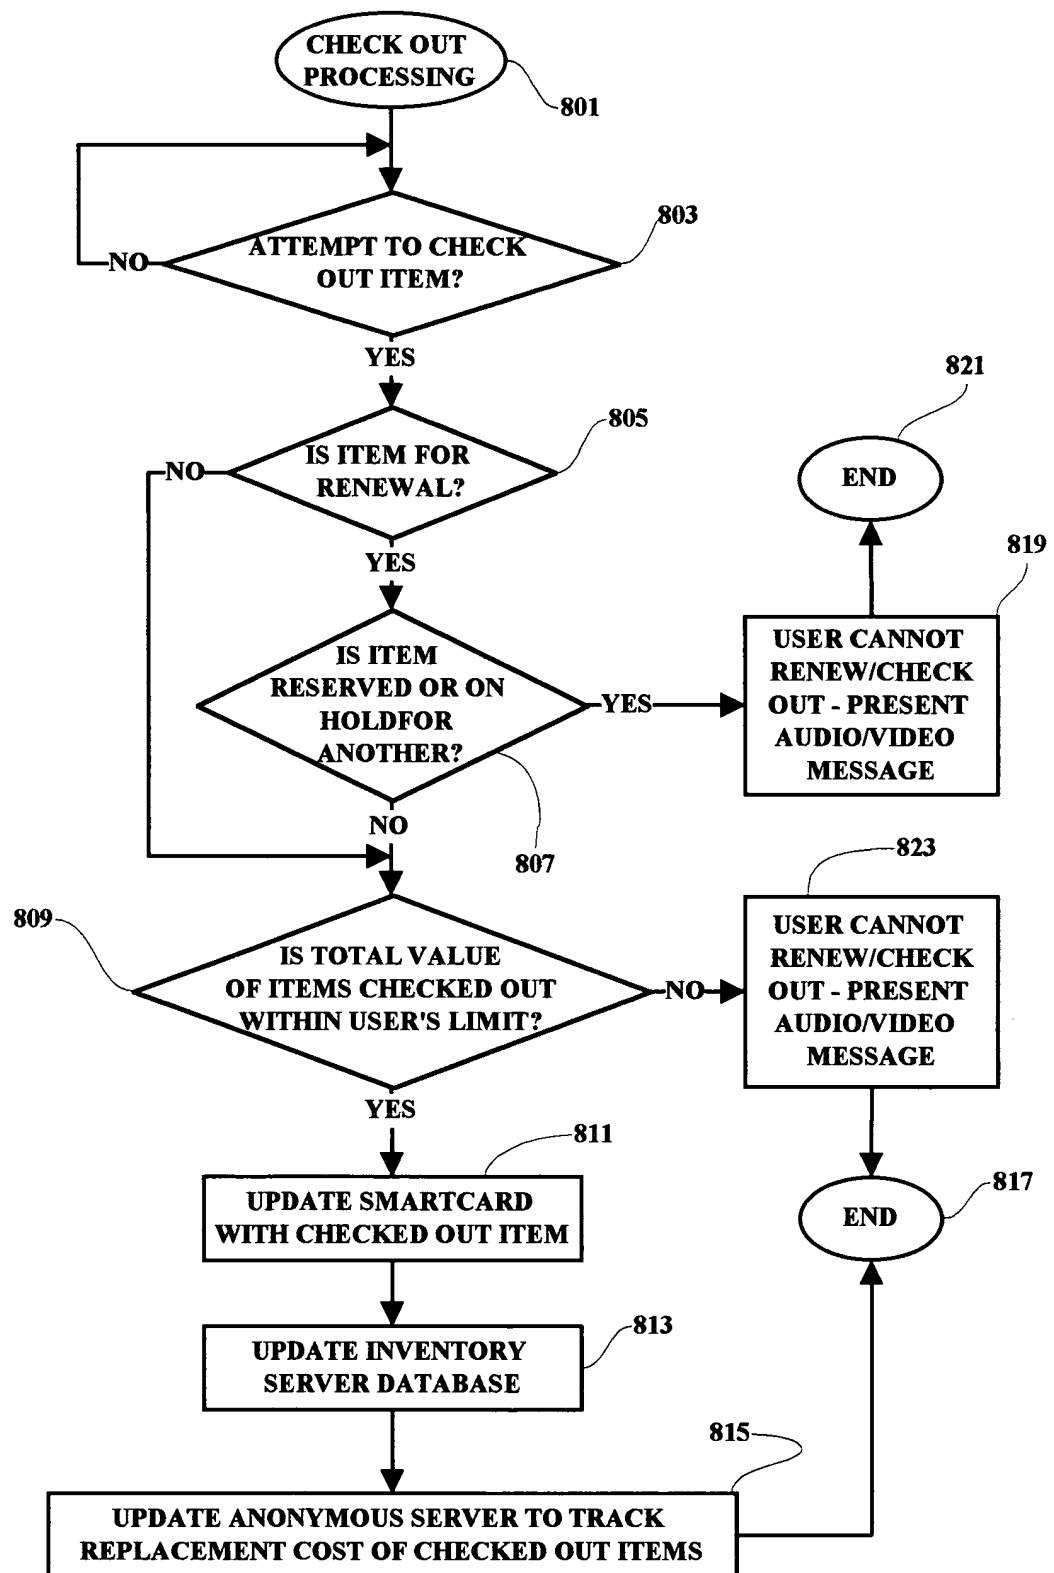 CHECK OUT
PROCESSING
801
803
ATTEMPT TO CHECK
OUT ITEM?
NO
YES
821
805
END
IS ITEM FOR
RENEWAL?
NO
YES
819
USER CANNOT
RENEW/CHECK
OUT - PRESENT
AUDIO/VIDEO
MESSAGE
IS ITEM
RESERVED OR ON
HOLDFOR
ANOTHER?
YES
NO
807
823
809
USER CANNOT
RENEW/CHECK
OUT - PRESENT
AUDIO/VIDEO
MESSAGE
IS TOTAL VALUE
OF ITEMS CHECKED OUT
WITHIN USER'S LIMIT?
NO
YES
811
UPDATE SMARTCARD
WITH CHECKED OUT ITEM
817
END
813
UPDATE INVENTORY
SERVER DATABASE
815
UPDATE ANONYMOUS SERVER TO TRACK
REPLACEMENT COST OF CHECKED OUT ITEMS